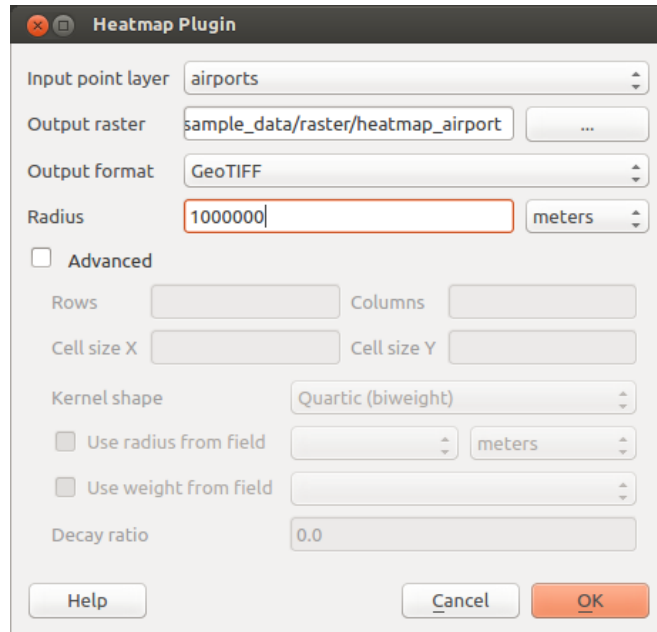 Heatmap Plugin
Input point layer airports
Output raster sample_data/raster/heatmap_airport ...
Output format GeoTIFF
Radius 1000000 meters
Advanced
Rows Columns
Cell size X Cell size Y
Kernel shape Quartic (biweight)
Use radius from field meters
Use weight from field
Decay ratio 0.0
Help Cancel OK